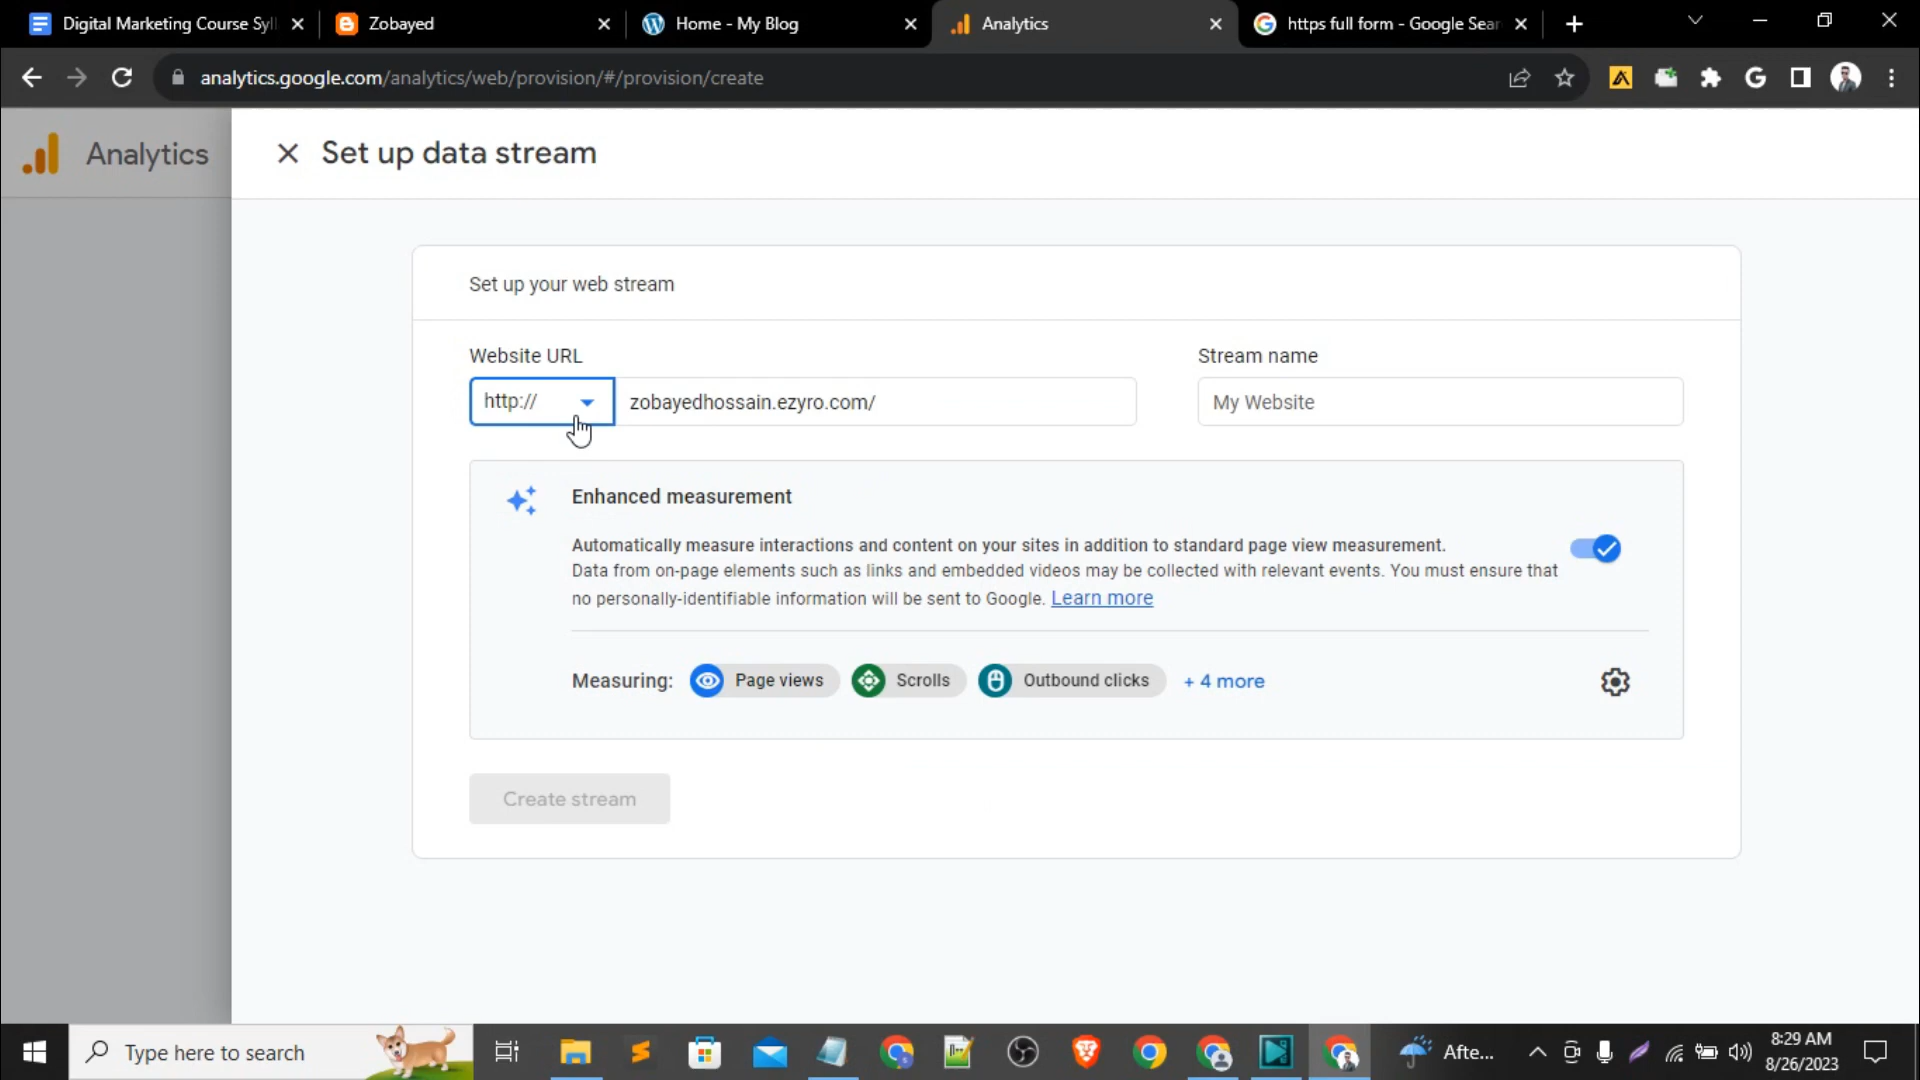 Digital Marketing Course Syll
Zobayed
Home - My Blog
Analytics
https full form - Google Sear
analytics.google.com/analytics/web/provision/#/provision/create
Analytics
Set up data stream
Set up your web stream
Website URL
Stream name
http://
zobayedhossain.ezyro.com/
My Website
Enhanced measurement
Automatically measure interactions and content on your sites in addition to standard page view measurement.
Data from on-page elements such as links and embedded videos may be collected with relevant events. You must ensure that
no personally-identifiable information will be sent to Google. Learn more
Measuring:
Page views
Scrolls
Outbound clicks
+ 4 more
Create stream
Type here to search
Afte...
8:29 AM
8/26/2023